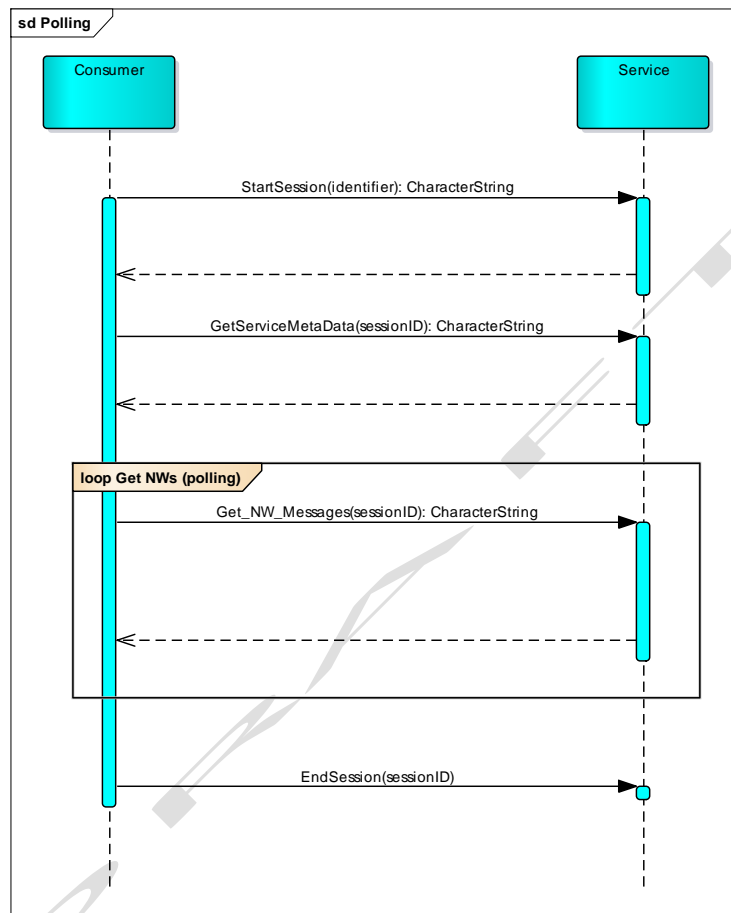 sd Polling
Consumer
Service
StartSession(identifier): CharacterString
GetServiceMetaData(sessionID): CharacterString
loop Get NWs (polling)
Get_NW_Messages(sessionID): CharacterString
EndSession(sessionID)